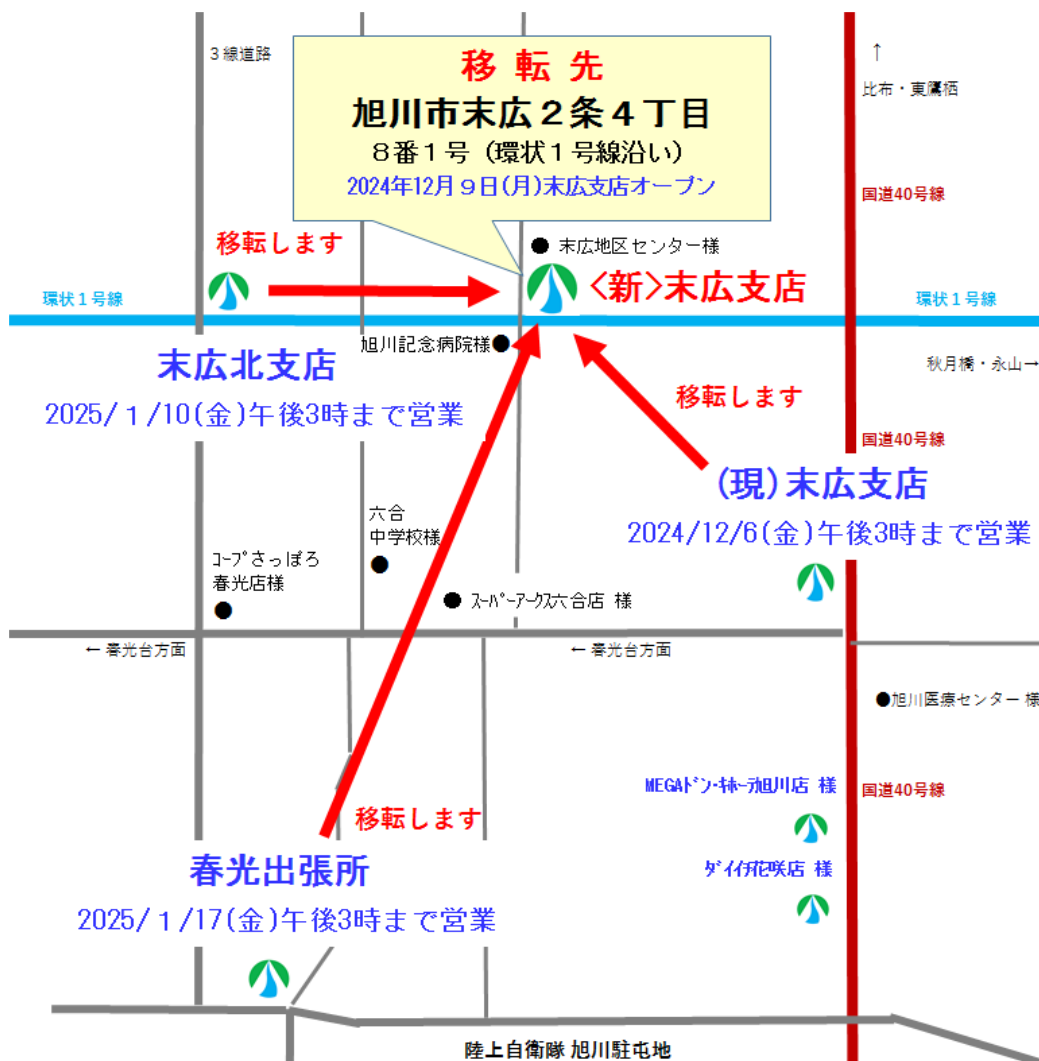 ３線道路
移 転 先
旭川市末広２条４丁目
８番１号（環状１号線沿い）
2024年12月９日(月)末広支店オープン
↑
比布・東鷹栖
国道40号線
移転します
● 末広地区センター様
<新>末広支店
環状１号線
環状１号線
旭川記念病院様●
秋月橋・永山→
末広北支店
2025/１/10(金)午後3時まで営業
移転します
国道40号線
(現)末広支店
2024/12/6(金)午後3時まで営業
六合
中学校様
●
ｺｰﾌﾟさっぽろ
春光店様
●
● ｽｰﾊﾟｰｱｰｸｽ六合店 様
← 春光台方面
← 春光台方面
●旭川医療センター 様
MEGAﾄﾞﾝ･ｷﾎｰﾃ旭川店 様
国道40号線
移転します
ﾀﾞｲｲﾁ花咲店 様
春光出張所
2025/１/17(金)午後3時まで営業
陸上自衛隊 旭川駐屯地